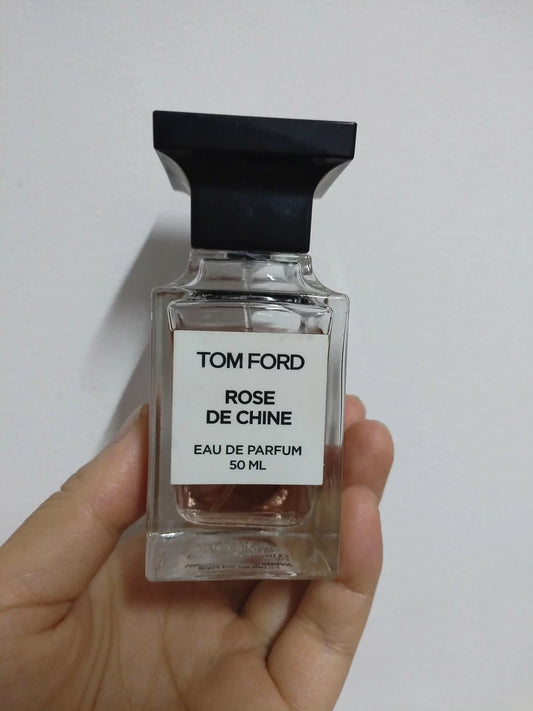 TOM FORD
ROSE
DE CHINE
EAU DE PARFUM
50 ML